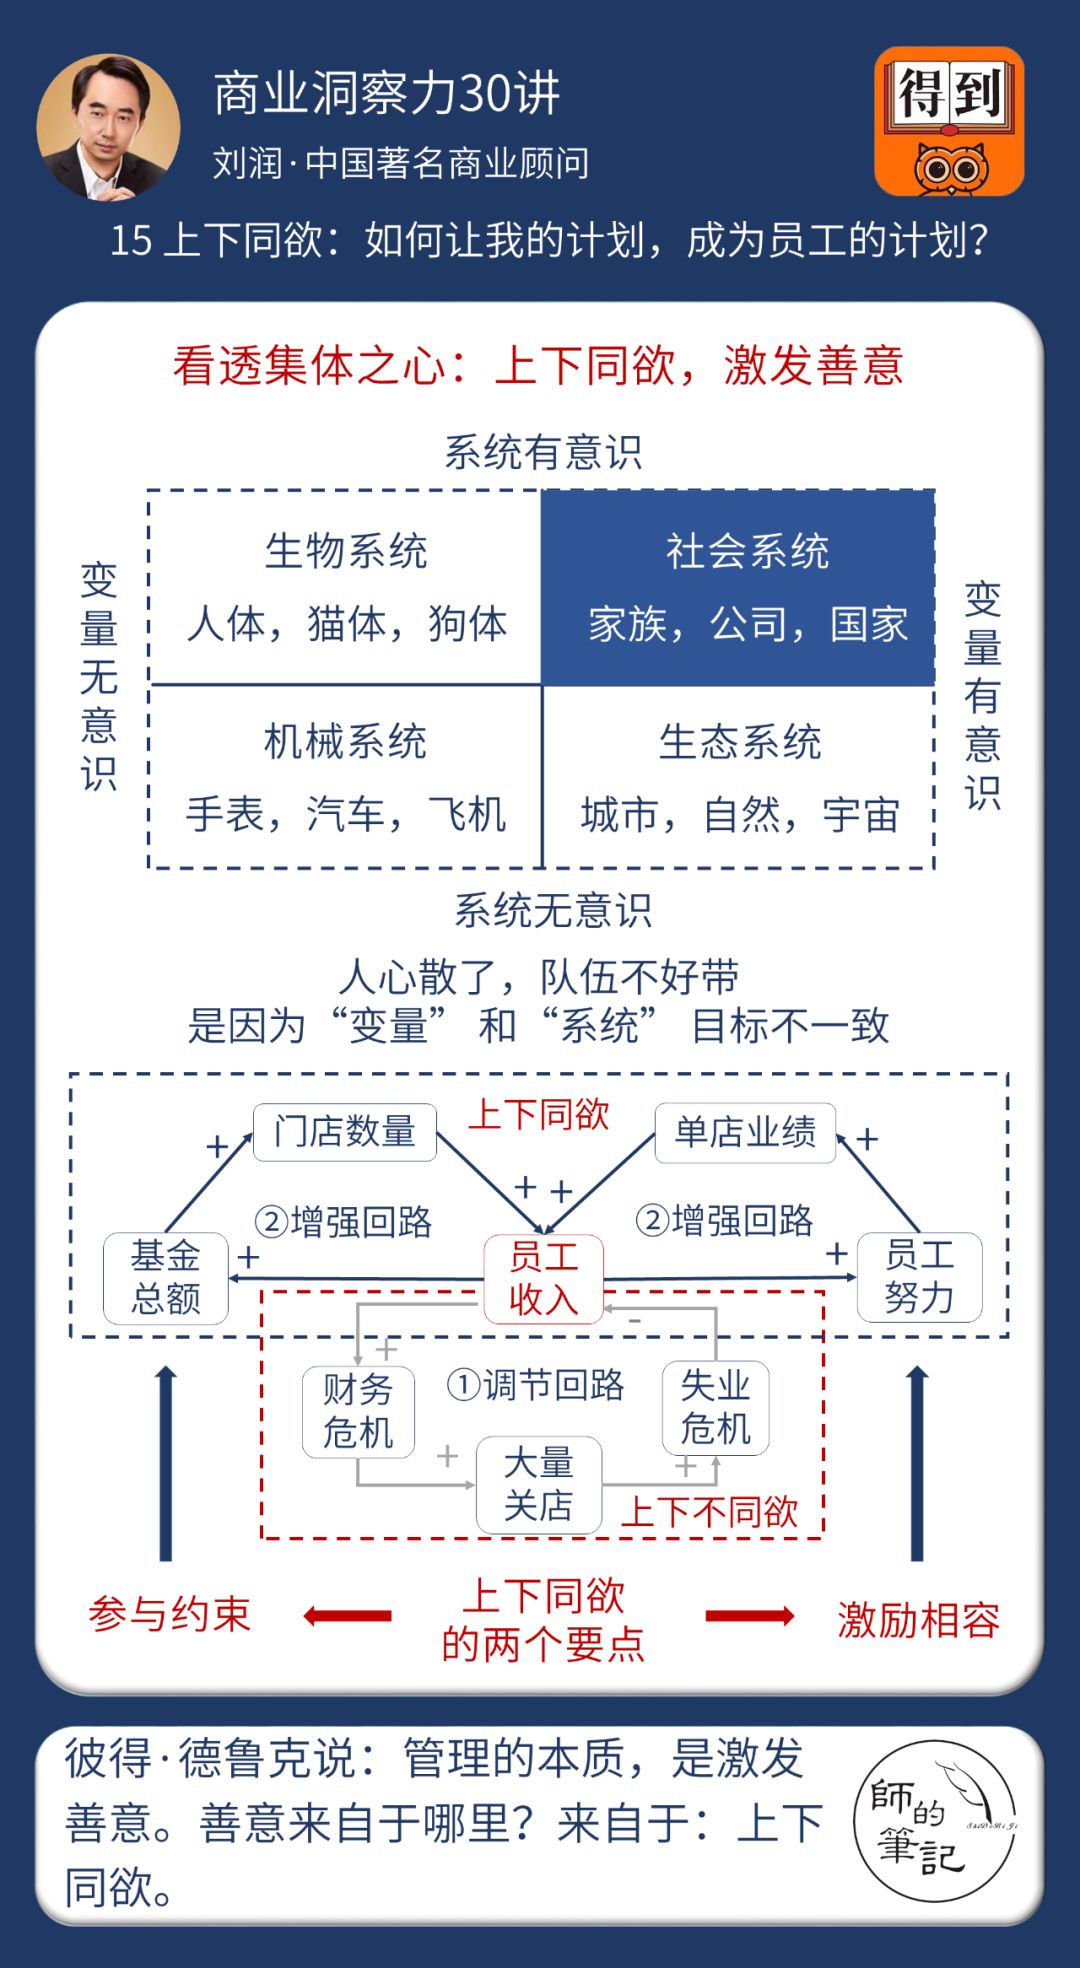 商业洞察力30讲
得到
刘润·中国著名商业顾问
15 上下同欲：如何让我的计划，成为员工的计划？
看透集体之心：上下同欲，激发善意
系统有意识
变量无意识
生物系统
人体，猫体，狗体
社会系统
家族，公司，国家
变量有意识
机械系统
手表，汽车，飞机
生态系统
城市，自然，宇宙
系统无意识
人心散了，队伍不好带
是因为“变量” 和“系统” 目标不一致
上下同欲
门店数量
单店业绩
+
+
+ +
②增强回路
②增强回路
基金
总额
+
员工
收入
+
员工
努力
-
+
①调节回路
财务
危机
失业
危机
+
大量
关店
+
上下不同欲
参与约束
上下同欲
的两个要点
激励相容
彼得·德鲁克说：管理的本质，是激发
善意。善意来自于哪里？来自于：上下
同欲。
師的
筆記
ShiDeBiJi